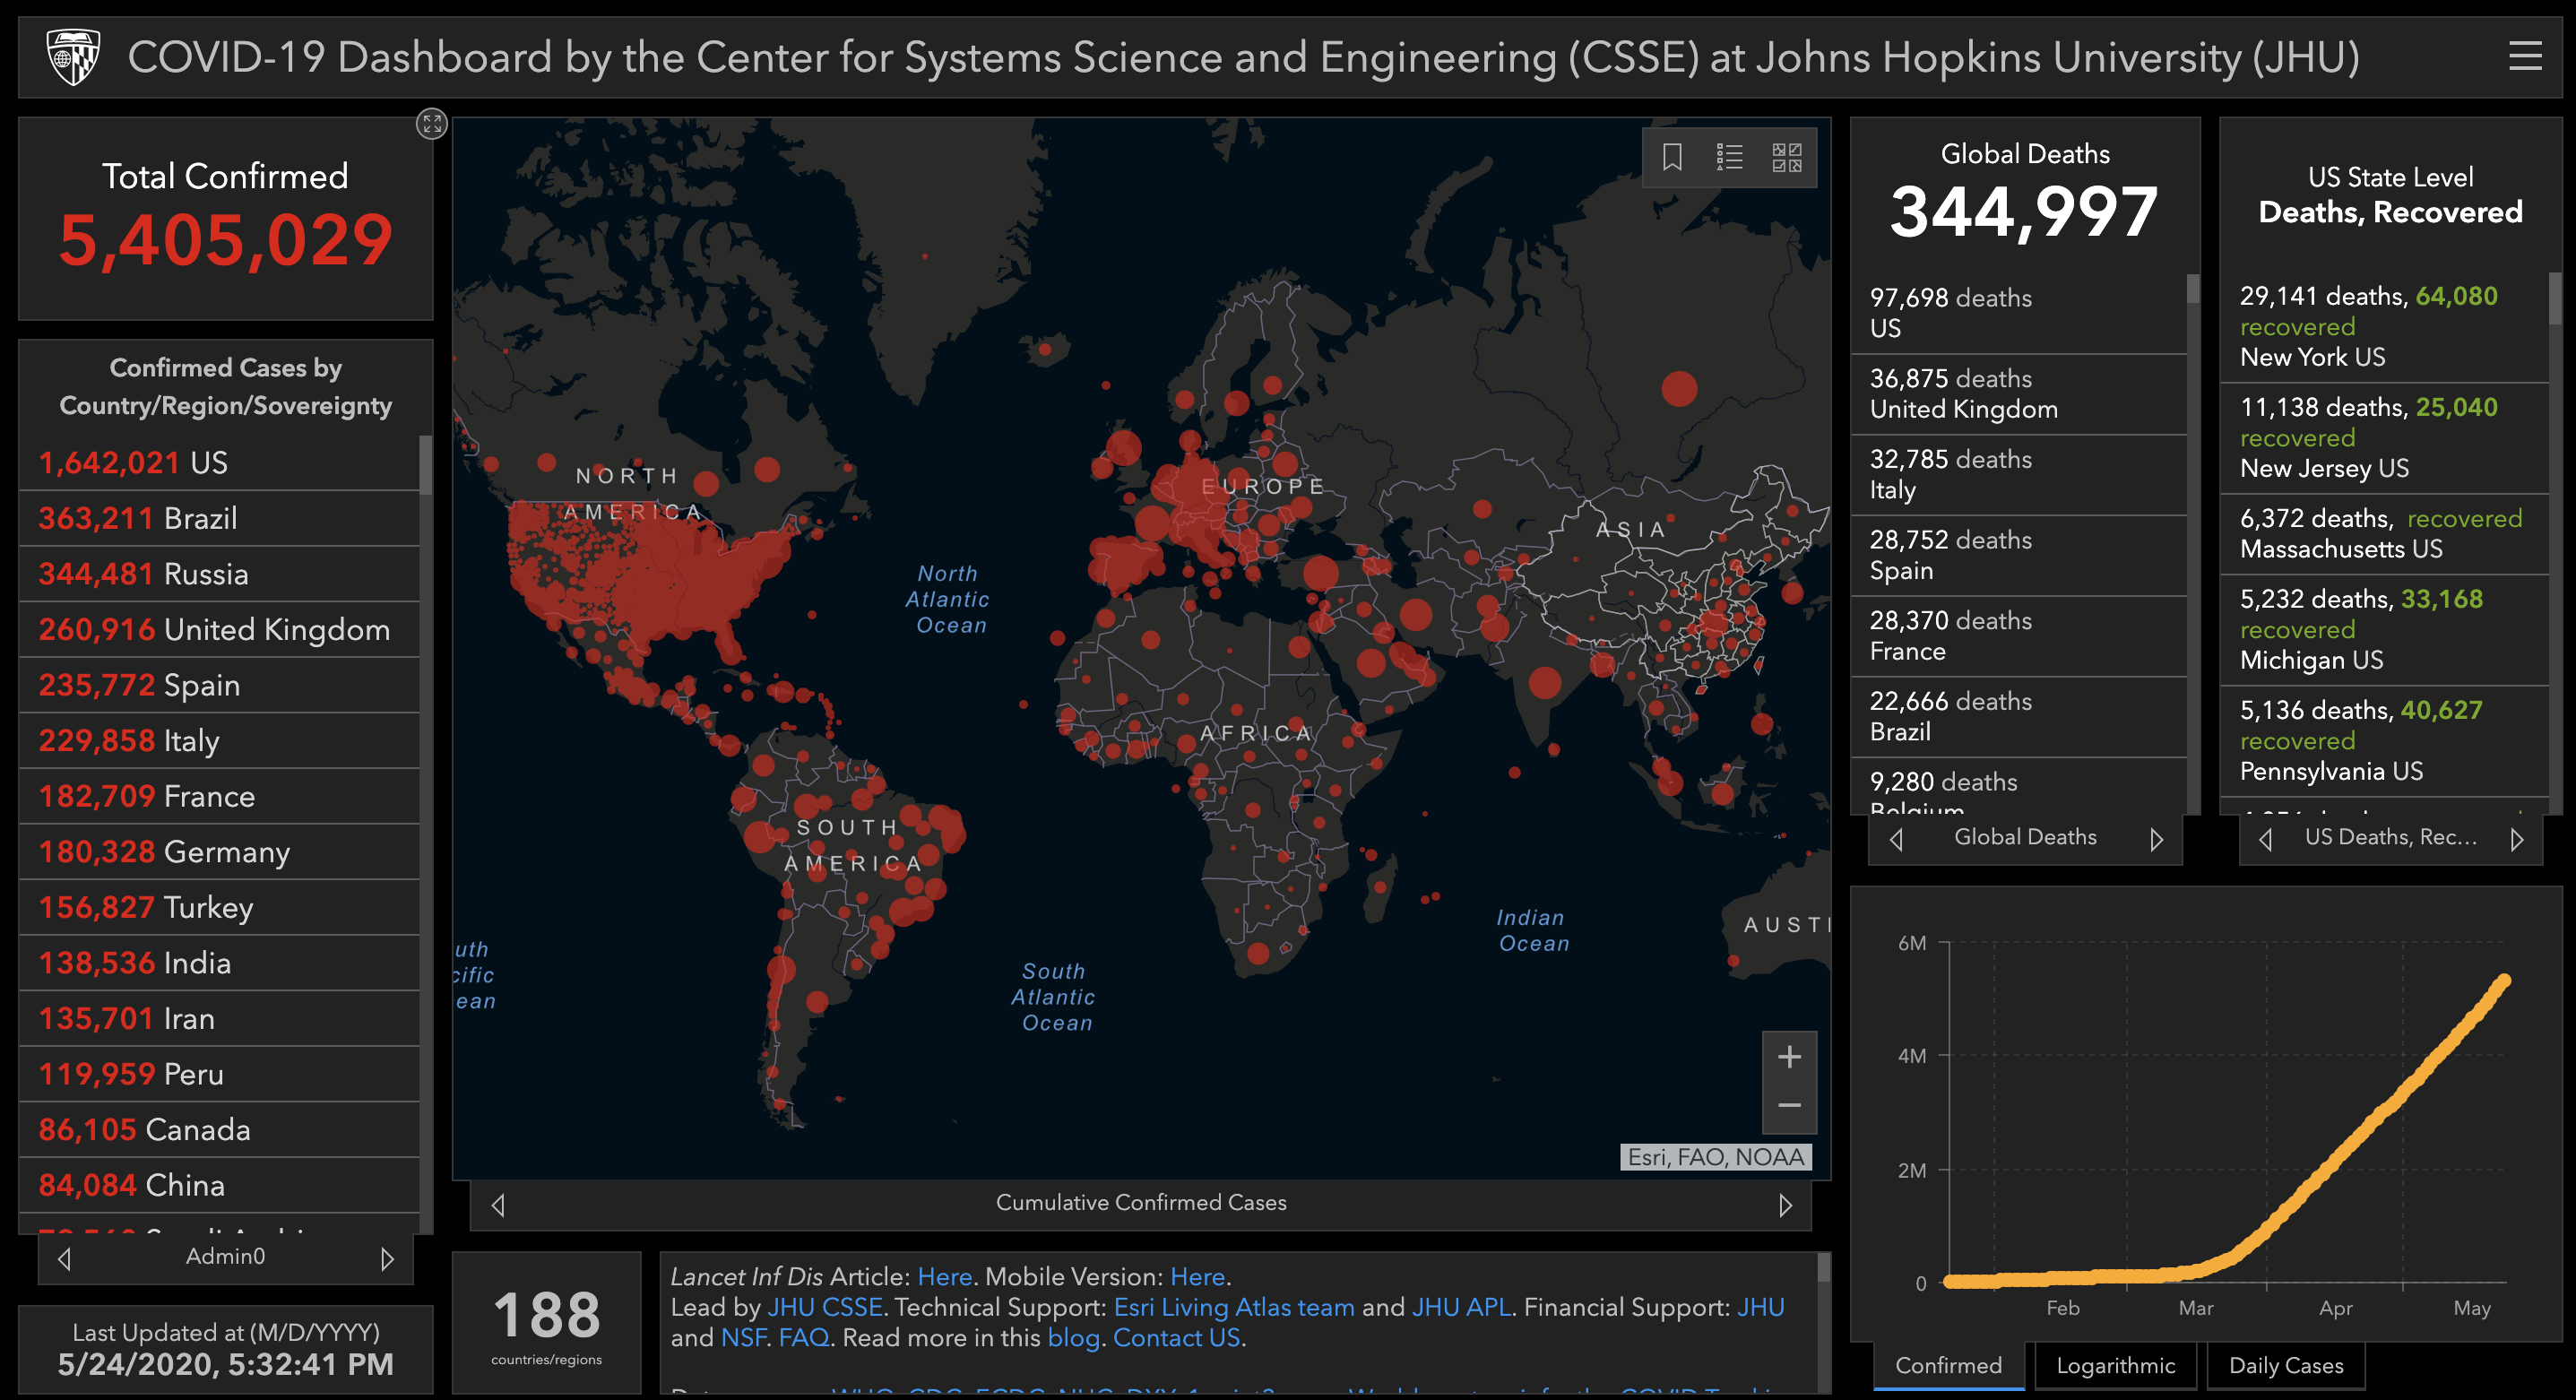 COVID-19 Dashboard by the Center for Systems Science and Engineering (CSSE) at Johns Hopkins University (JHU)
Total Confirmed
5,405,029
Confirmed Cases by
Country/Region/Sovereignty
1,642,021 US
363,211 Brazil
344,481 Russia
260,916 United Kingdom
235,772 Spain
229,858 Italy
182,709 France
180,328 Germany
156,827 Turkey
138,536 India
135,701 Iran
119,959 Peru
86,105 Canada
84,084 China
Admin0
Last Updated at (M/D/YYYY)
5/24/2020, 5:32:41 PM
NORTH
AMERICA
EUROPE
ASIA
North
Atlantic
Ocean
AFRICA
SOUTH
AMERICA
Indian
Ocean
AUSTI
uth
cific
ean
South
Atlantic
Ocean
+
−
Esri, FAO, NOAA
Cumulative Confirmed Cases
188
countries/regions
Lancet Inf Dis Article: Here. Mobile Version: Here.
Lead by JHU CSSE. Technical Support: Esri Living Atlas team and JHU APL. Financial Support: JHU
and NSF. FAQ. Read more in this blog. Contact US.
Global Deaths
344,997
97,698 deaths
US
36,875 deaths
United Kingdom
32,785 deaths
Italy
28,752 deaths
Spain
28,370 deaths
France
22,666 deaths
Brazil
9,280 deaths
Belgium
Global Deaths
US State Level
Deaths, Recovered
29,141 deaths, 64,080
recovered
New York US
11,138 deaths, 25,040
recovered
New Jersey US
6,372 deaths, recovered
Massachusetts US
5,232 deaths, 33,168
recovered
Michigan US
5,136 deaths, 40,627
recovered
Pennsylvania US
US Deaths, Rec...
6M
4M
2M
0
Feb Mar Apr May
Confirmed Logarithmic Daily Cases